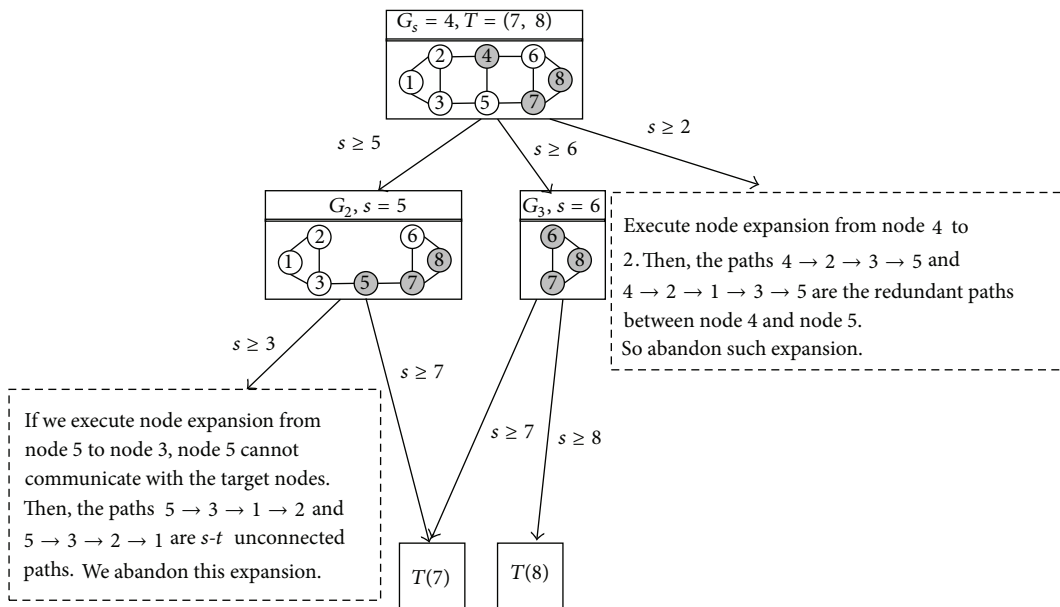 G_s = 4, T = (7, 8)
2 4 6
1 8
3 5 7
s ≥ 5
s ≥ 6
s ≥ 2
G_2, s = 5
2 6
1 8
3 5 7
G_3, s = 6
6
8
7
Execute node expansion from node 4 to
2. Then, the paths 4 → 2 → 3 → 5 and
4 → 2 → 1 → 3 → 5 are the redundant paths
between node 4 and node 5.
So abandon such expansion.
s ≥ 3
s ≥ 7
s ≥ 7
s ≥ 8
If we execute node expansion from
node 5 to node 3, node 5 cannot
communicate with the target nodes.
Then, the paths 5 → 3 → 1 → 2 and
5 → 3 → 2 → 1 are s-t unconnected
paths. We abandon this expansion.
T(7)
T(8)